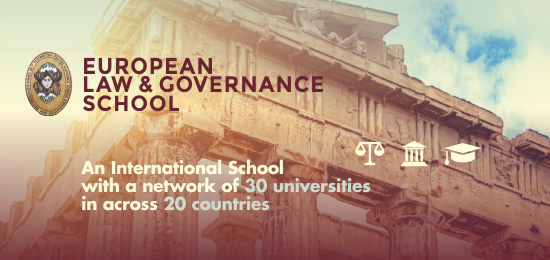 EUROPEAN
LAW & GOVERNANCE
SCHOOL
An International School
with a network of 30 universities
in across 20 countries